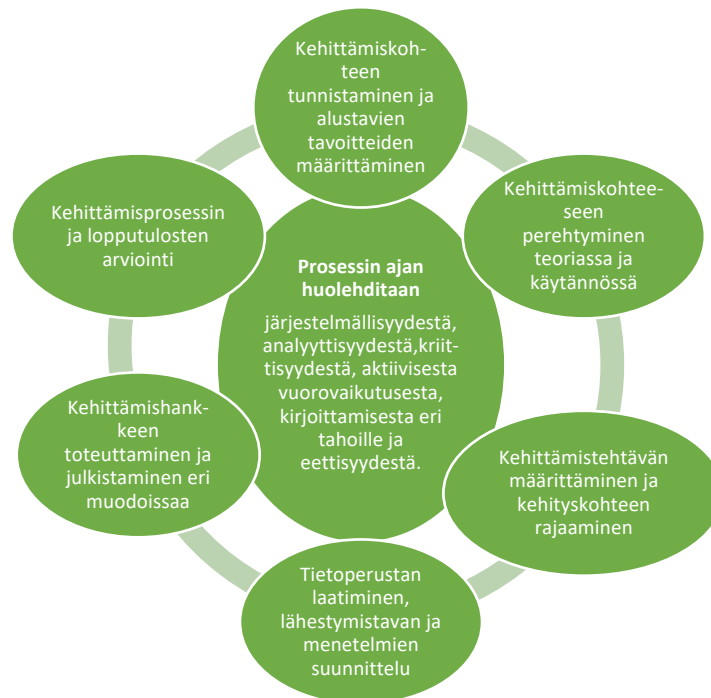 Kehittämiskoh-
teen
tunnistaminen ja
alustavien
tavoitteiden
määrittäminen
Kehittämiskohtee-
seen
perehtyminen
teoriassa ja
käytännössä
Kehittämistehtävän
määrittäminen ja
kehityskohteen
rajaaminen
Tietoperustan
laatiminen,
lähestymistavan ja
menetelmien
suunnittelu
Kehittämishank-
keen
toteuttaminen ja
julkistaminen eri
muodoissaa
Kehittämisprosessin
ja lopputulosten
arviointi
Prosessin ajan
huolehditaan
järjestelmällisyydestä,
analyyttisyydestä,kriit-
tisyydestä, aktiivisesta
vuorovaikutusesta,
kirjoittamisesta eri
tahoille ja
eettisyydestä.